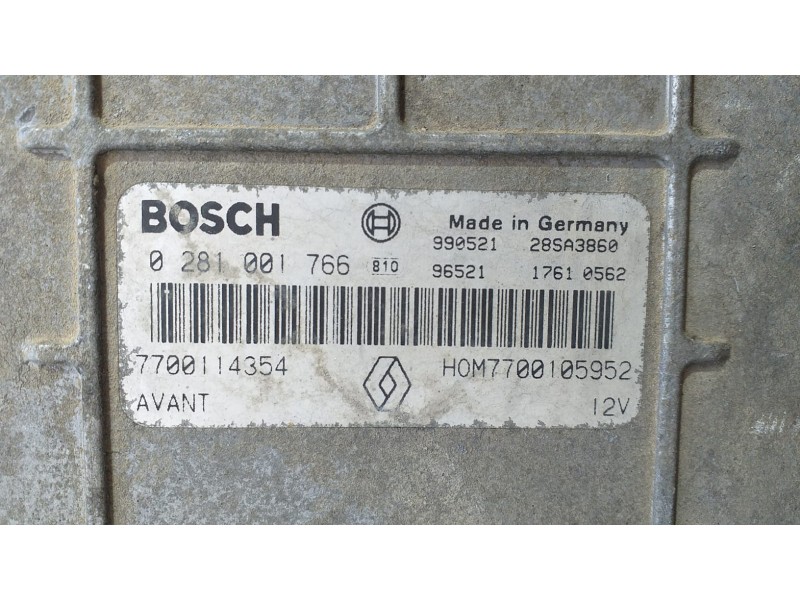 BOSCH Made in Germany
990521 28SA3860
0 281 001 766 810 96521 1761 0562
7700114354 HOM7700105952
AVANT 12V